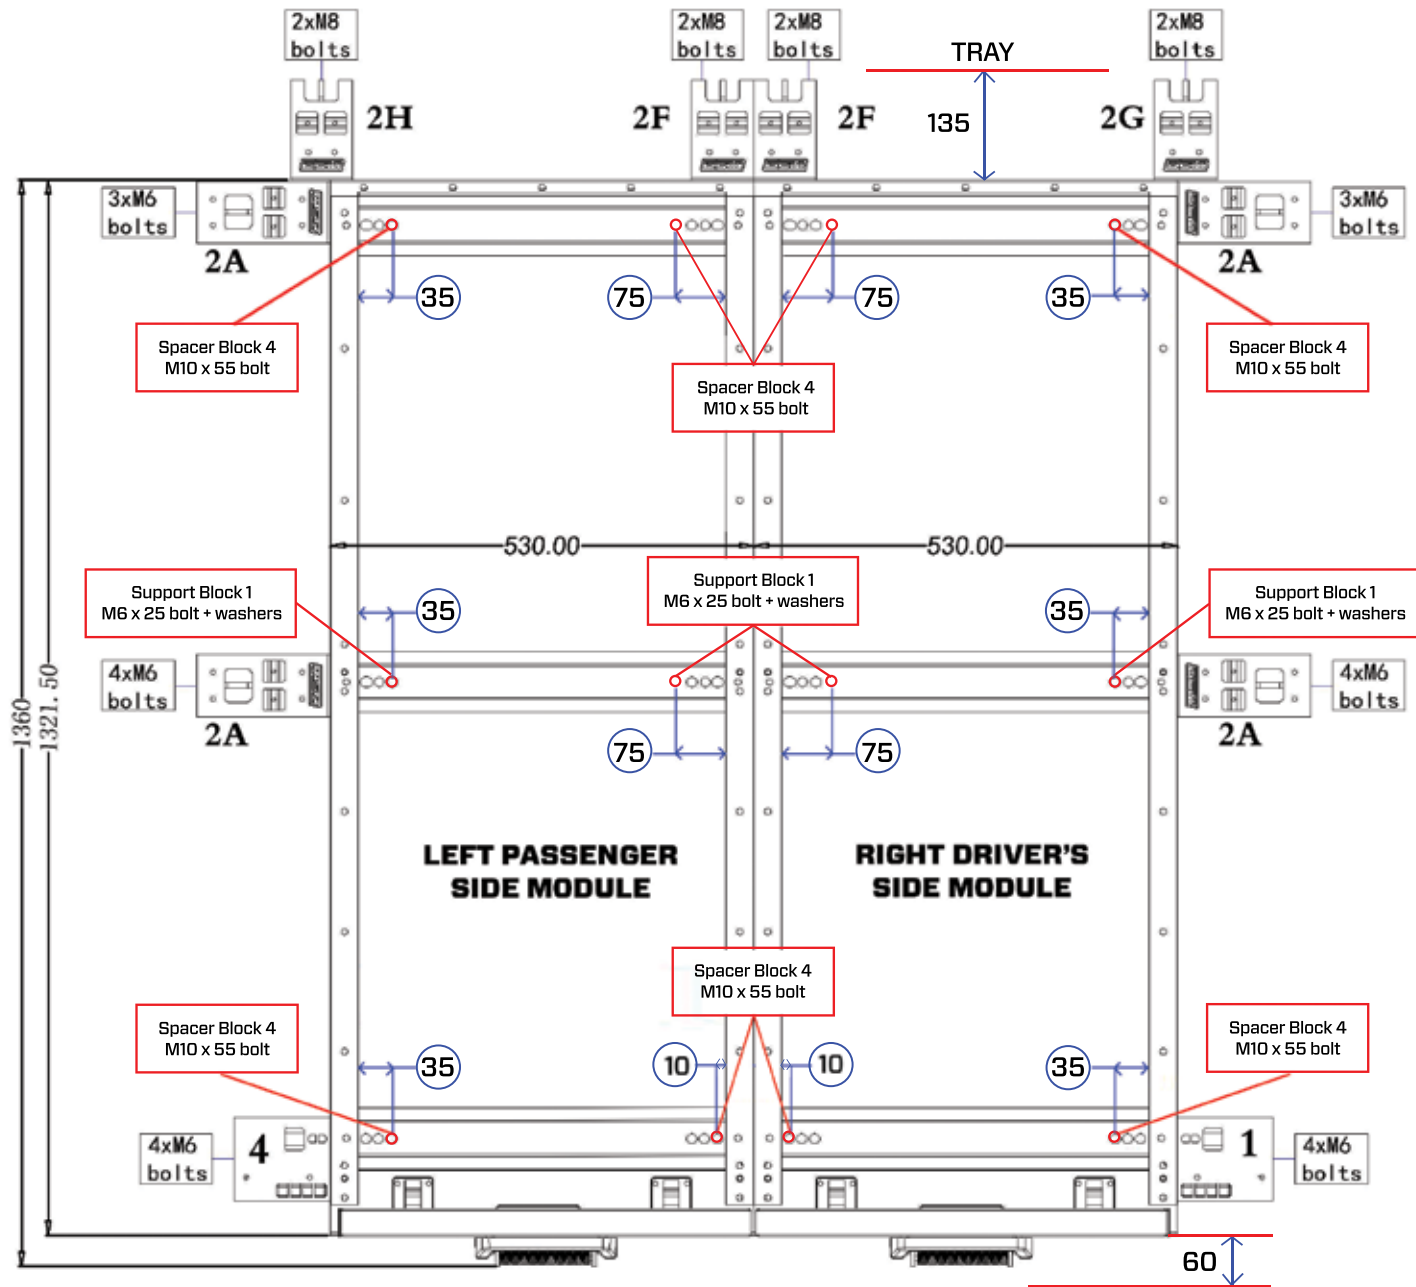 2xM8
bolts
2xM8
bolts
2xM8
bolts
2xM8
bolts
TRAY
2H
2F
2F
2G
135
3xM6
bolts
3xM6
bolts
2A
2A
35
75
75
35
Spacer Block 4
M10 x 55 bolt
Spacer Block 4
M10 x 55 bolt
Spacer Block 4
M10 x 55 bolt
530.00
530.00
Support Block 1
M6 x 25 bolt + washers
Support Block 1
M6 x 25 bolt + washers
Support Block 1
M6 x 25 bolt + washers
35
35
4xM6
bolts
4xM6
bolts
1360
1321.50
2A
2A
75
75
LEFT PASSENGER
SIDE MODULE
RIGHT DRIVER'S
SIDE MODULE
Spacer Block 4
M10 x 55 bolt
Spacer Block 4
M10 x 55 bolt
Spacer Block 4
M10 x 55 bolt
35
10
10
35
4xM6
bolts
4
1
4xM6
bolts
60